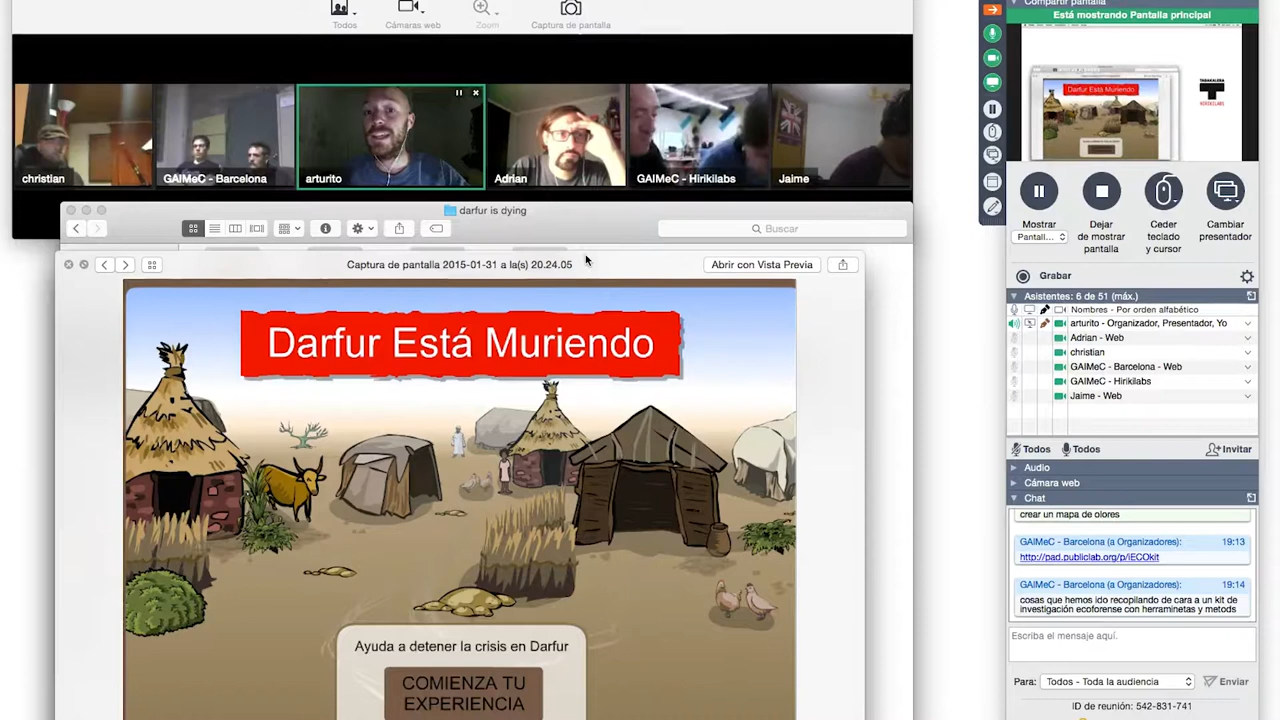 Todos
Cámaras web
Zoom
Captura de pantalla
christian
GAIMeC - Barcelona
arturito
Adrian
GAIMeC - Hirikilabs
Jaime
darfur is dying
Buscar
Captura de pantalla 2015-01-31 a la(s) 20.24.05
Abrir con Vista Previa
Darfur Está Muriendo
Ayuda a detener la crisis en Darfur
COMIENZA TU
EXPERIENCIA
Compartir pantalla
Está mostrando Pantalla principal
Darfur Está Muriendo
TABAKALERA
HIRIKILABS
Mostrar
Pantall...
Dejar
de mostrar
pantalla
Ceder
teclado
y cursor
Cambiar
presentador
Grabar
Asistentes: 6 de 51 (máx.)
Nombres - Por orden alfabético
arturito - Organizador, Presentador, Yo
Adrian - Web
christian
GAIMeC - Barcelona - Web
GAIMeC - Hirikilabs
Jaime - Web
Todos
Todos
Invitar
Audio
Cámara web
Chat
crear un mapa de olores
GAIMeC - Barcelona (a Organizadores): 19:13
http://pad.publiclab.org/p/iECOkit
GAIMeC - Barcelona (a Organizadores): 19:14
cosas que hemos ido recopilando de cara a un kit de
investigación ecoforense con herraminetas y metods
Escriba el mensaje aquí.
Para: Todos - Toda la audiencia
Enviar
ID de reunión: 542-831-741